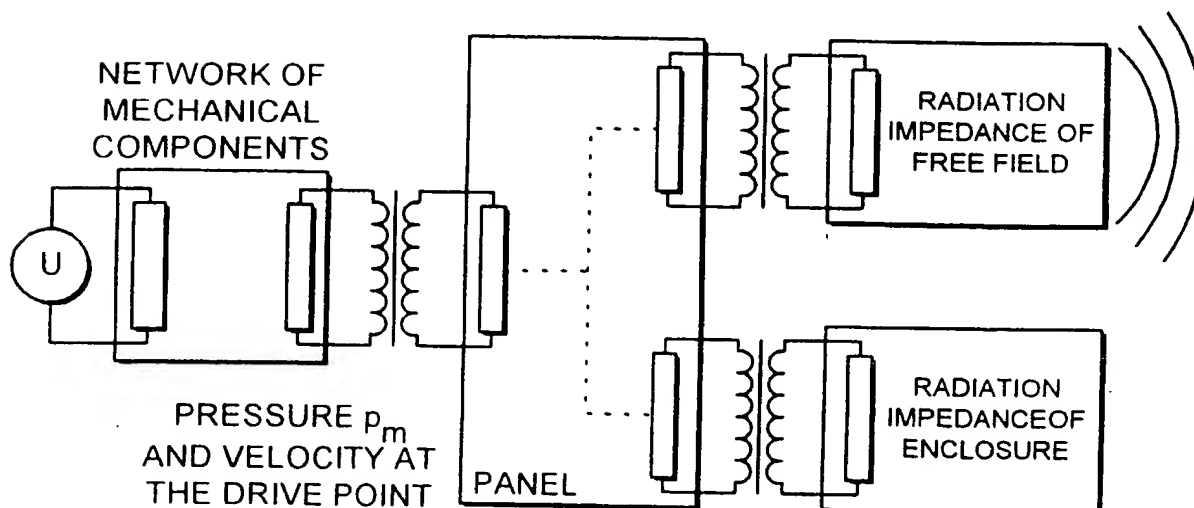 NETWORK OF
MECHANICAL
COMPONENTS
U
PRESSURE pm
AND VELOCITY AT
THE DRIVE POINT
PANEL
RADIATION
IMPEDANCE OF
FREE FIELD
RADIATION
IMPEDANCEOF
ENCLOSURE